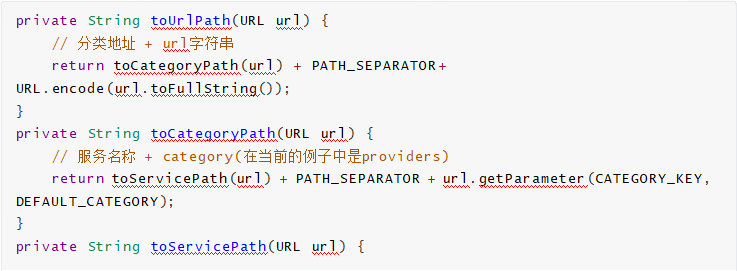 private String toUrlPath(URL url) {
    // 分类地址 + url字符串
    return toCategoryPath(url) + PATH_SEPARATOR+
URL.encode(url.toFullString());
}
private String toCategoryPath(URL url) {
    // 服务名称 + category(在当前的例子中是providers)
    return toServicePath(url) + PATH_SEPARATOR + url.getParameter(CATEGORY_KEY,
DEFAULT_CATEGORY);
}
private String toServicePath(URL url) {